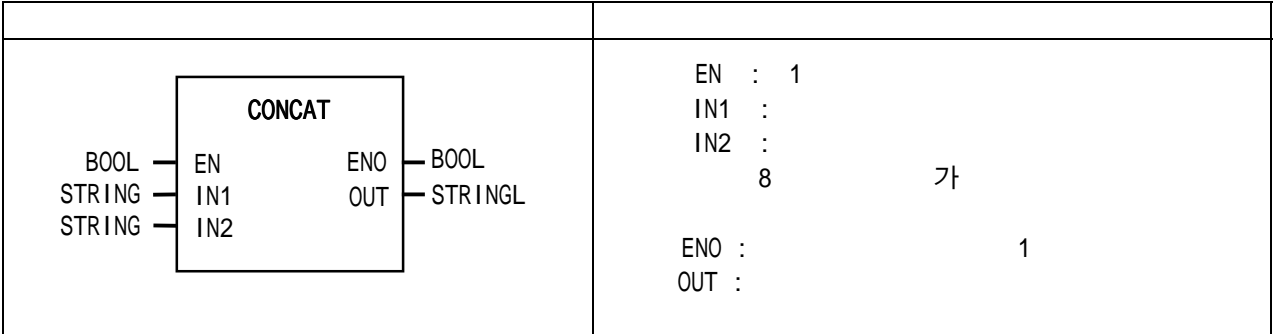 CONCAT
BOOL EN ENO BOOL
STRING IN1 OUT STRINGL
STRING IN2
EN : 1
IN1 :
IN2 :
8 가
ENO : 1
OUT :